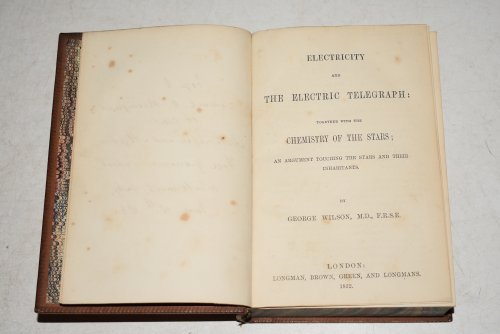 ELECTRICITY
AND
THE ELECTRIC TELEGRAPH:
TOGETHER WITH THE
CHEMISTRY OF THE STARS;
AN ARGUMENT TOUCHING THE STARS AND THEIR
INHABITANTS.
BY
GEORGE WILSON, M.D., F.R.S.E.
LONDON:
LONGMAN, BROWN, GREEN, AND LONGMANS.
1852.